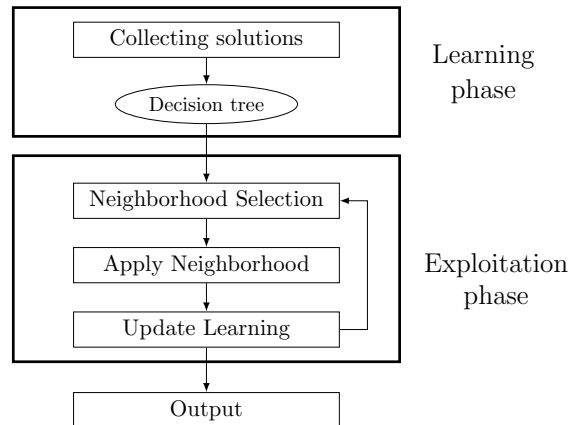 Collecting solutions
Decision tree
Learning
phase
Neighborhood Selection
Apply Neighborhood
Update Learning
Exploitation
phase
Output